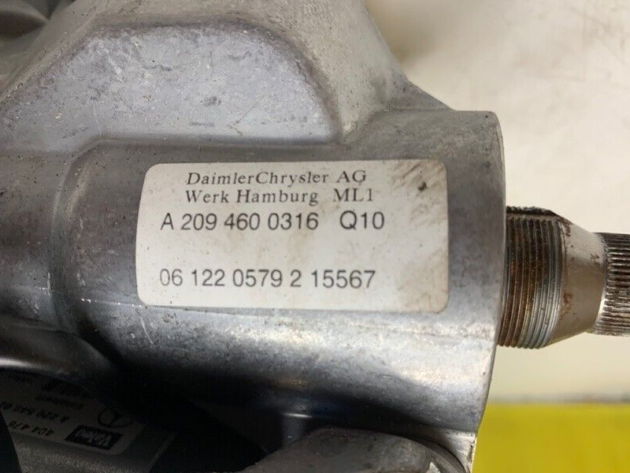 DaimlerChrysler AG
Werk Hamburg ML1
A 209 460 0316 Q10
06 122 0579 2 15567